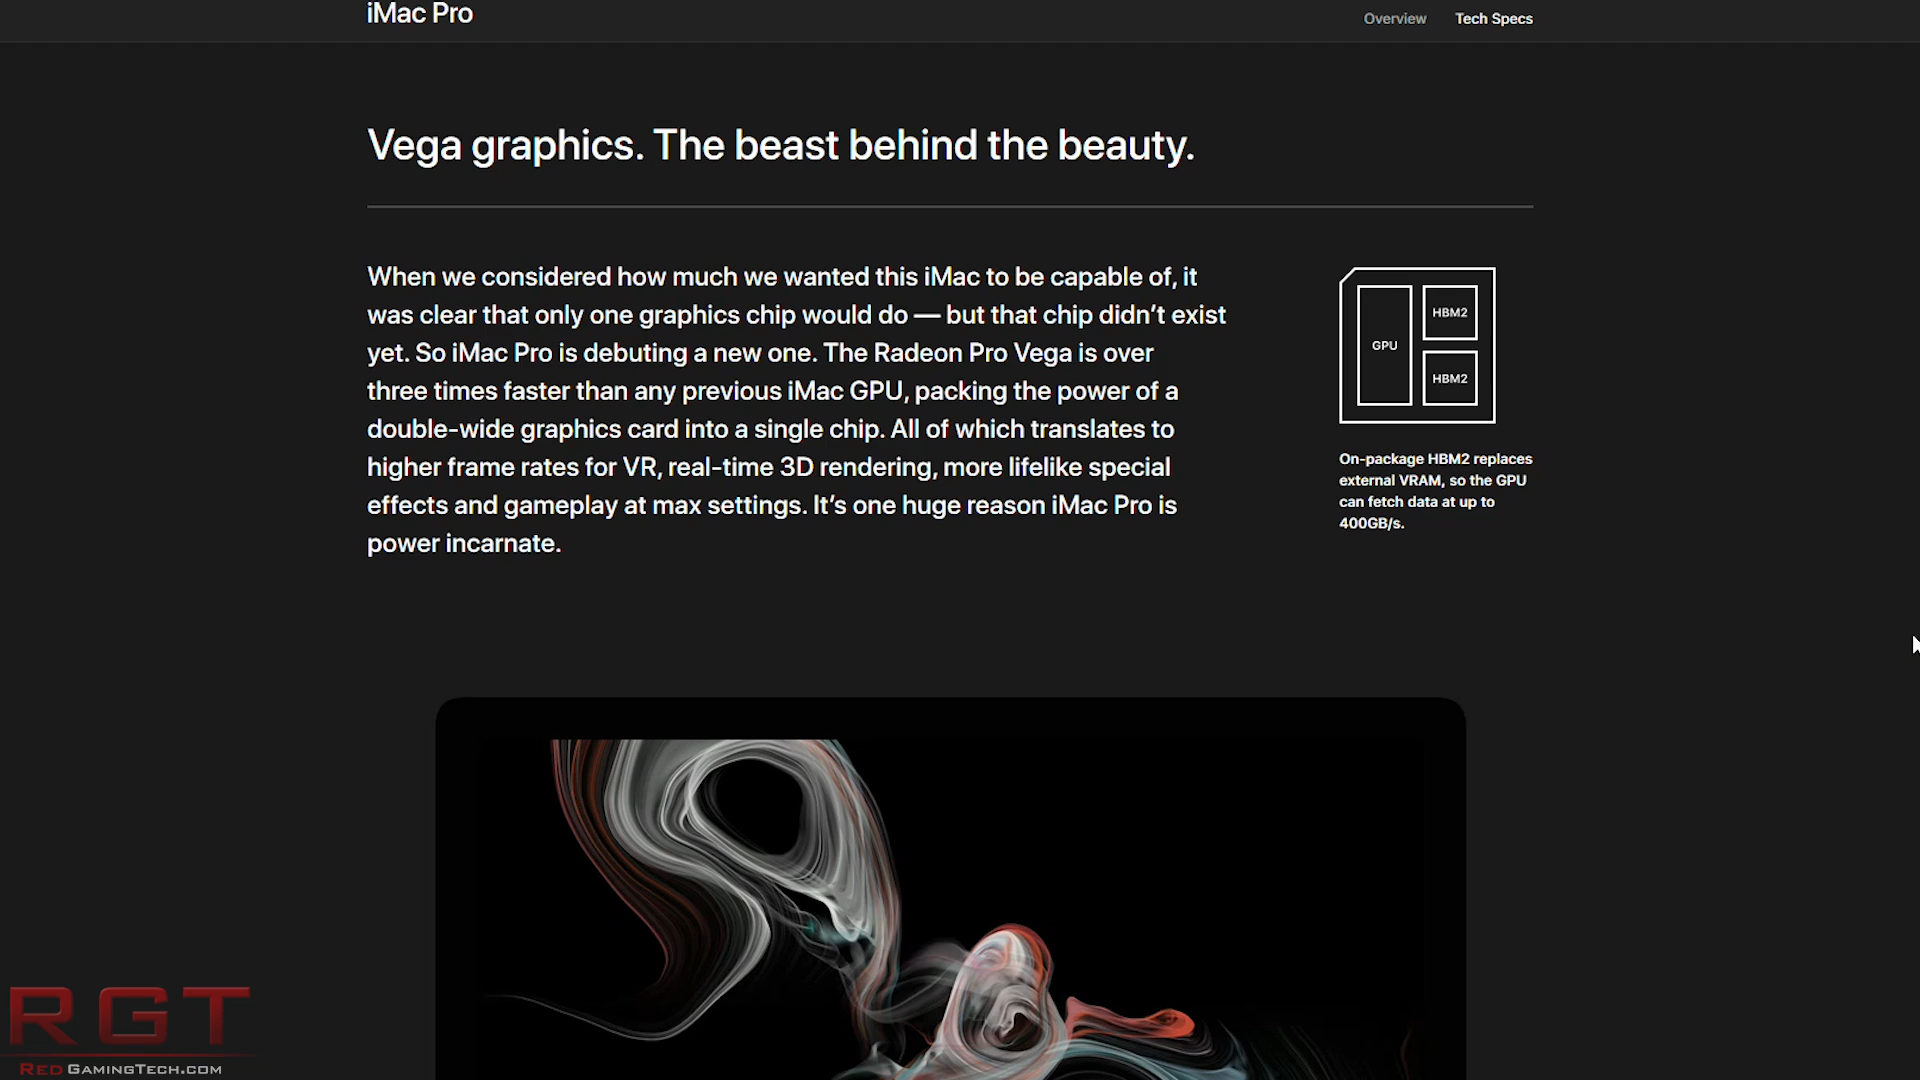 iMac Pro
Overview
Tech Specs
Vega graphics. The beast behind the beauty.
When we considered how much we wanted this iMac to be capable of, it
was clear that only one graphics chip would do — but that chip didn’t exist
yet. So iMac Pro is debuting a new one. The Radeon Pro Vega is over
three times faster than any previous iMac GPU, packing the power of a
double-wide graphics card into a single chip. All of which translates to
higher frame rates for VR, real-time 3D rendering, more lifelike special
effects and gameplay at max settings. It’s one huge reason iMac Pro is
power incarnate.
GPU
HBM2
HBM2
On-package HBM2 replaces
external VRAM, so the GPU
can fetch data at up to
400GB/s.
RGT
RedGamingTech.com